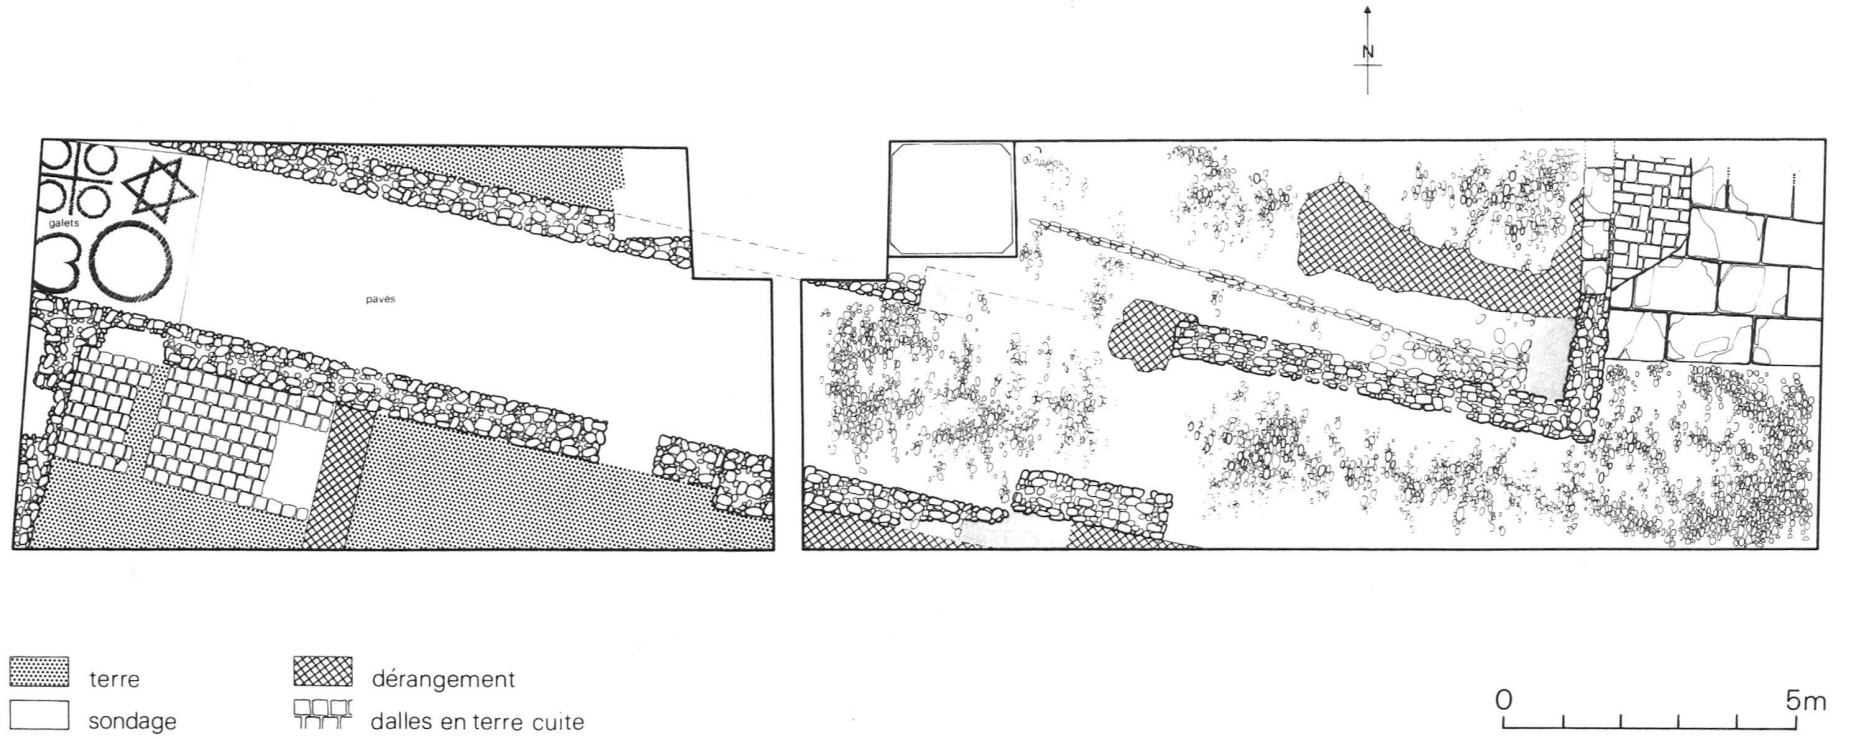 N
galets
pavés
terre
dérangement
sondage
dalles en terre cuite
0 5m